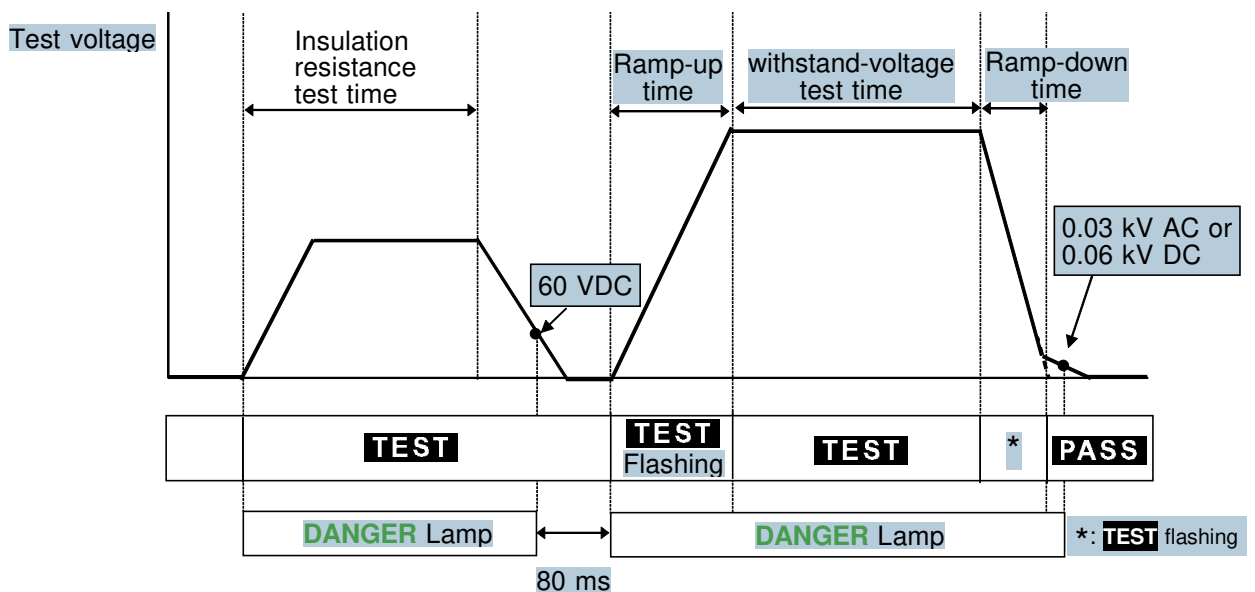 Test voltage
Insulation
resistance
test time
Ramp-up
time
withstand-voltage
test time
Ramp-down
time
60 VDC
0.03 kV AC or
0.06 kV DC
TEST
TEST
Flashing
TEST
*
PASS
DANGER Lamp
DANGER Lamp
*: TEST flashing
80 ms